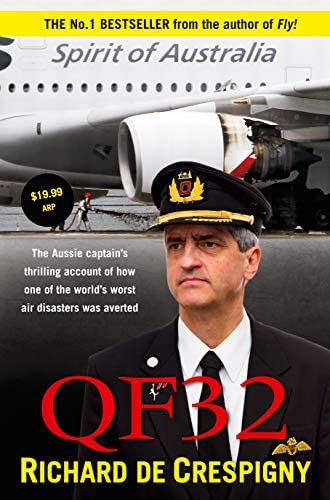 THE NO.1 BESTSELLER from the author of Fly!
Spirit of Australia
$19.99
ARP
The Aussie captain's
thrilling account of how
one of the world's worst
air disasters was averted
QF32
RICHARD DE CRESPIGNY